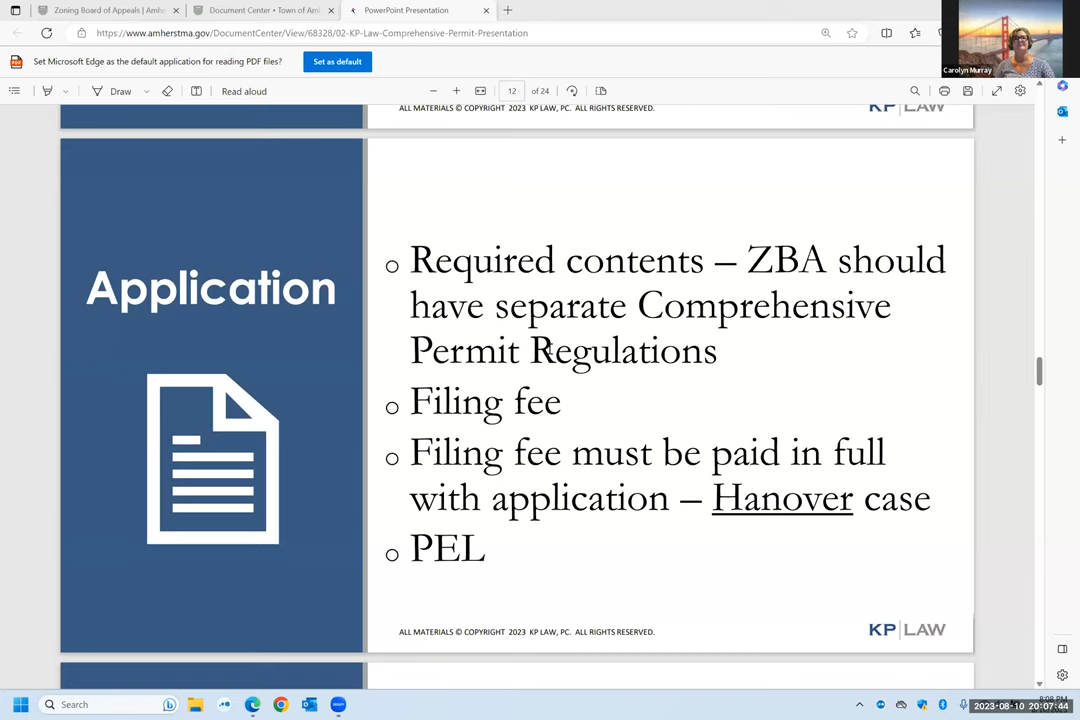 Zoning Board of Appeals | Amh
Document Center • Town of Am
PowerPoint Presentation
https://www.amherstma.gov/DocumentCenter/View/68328/02-KP-Law-Comprehensive-Permit-Presentation
Set Microsoft Edge as the default application for reading PDF files?
Set as default
Carolyn Murray
Draw
Read aloud
12
of 24
ALL MATERIALS © COPYRIGHT 2023 KP LAW, PC. ALL RIGHTS RESERVED.
KP | LAW
Application
Required contents – ZBA should
have separate Comprehensive
Permit Regulations
Filing fee
Filing fee must be paid in full
with application – Hanover case
PEL
ALL MATERIALS © COPYRIGHT 2023 KP LAW, PC. ALL RIGHTS RESERVED.
KP | LAW
Search
8:08 PM
2023-08-10 20:07:44